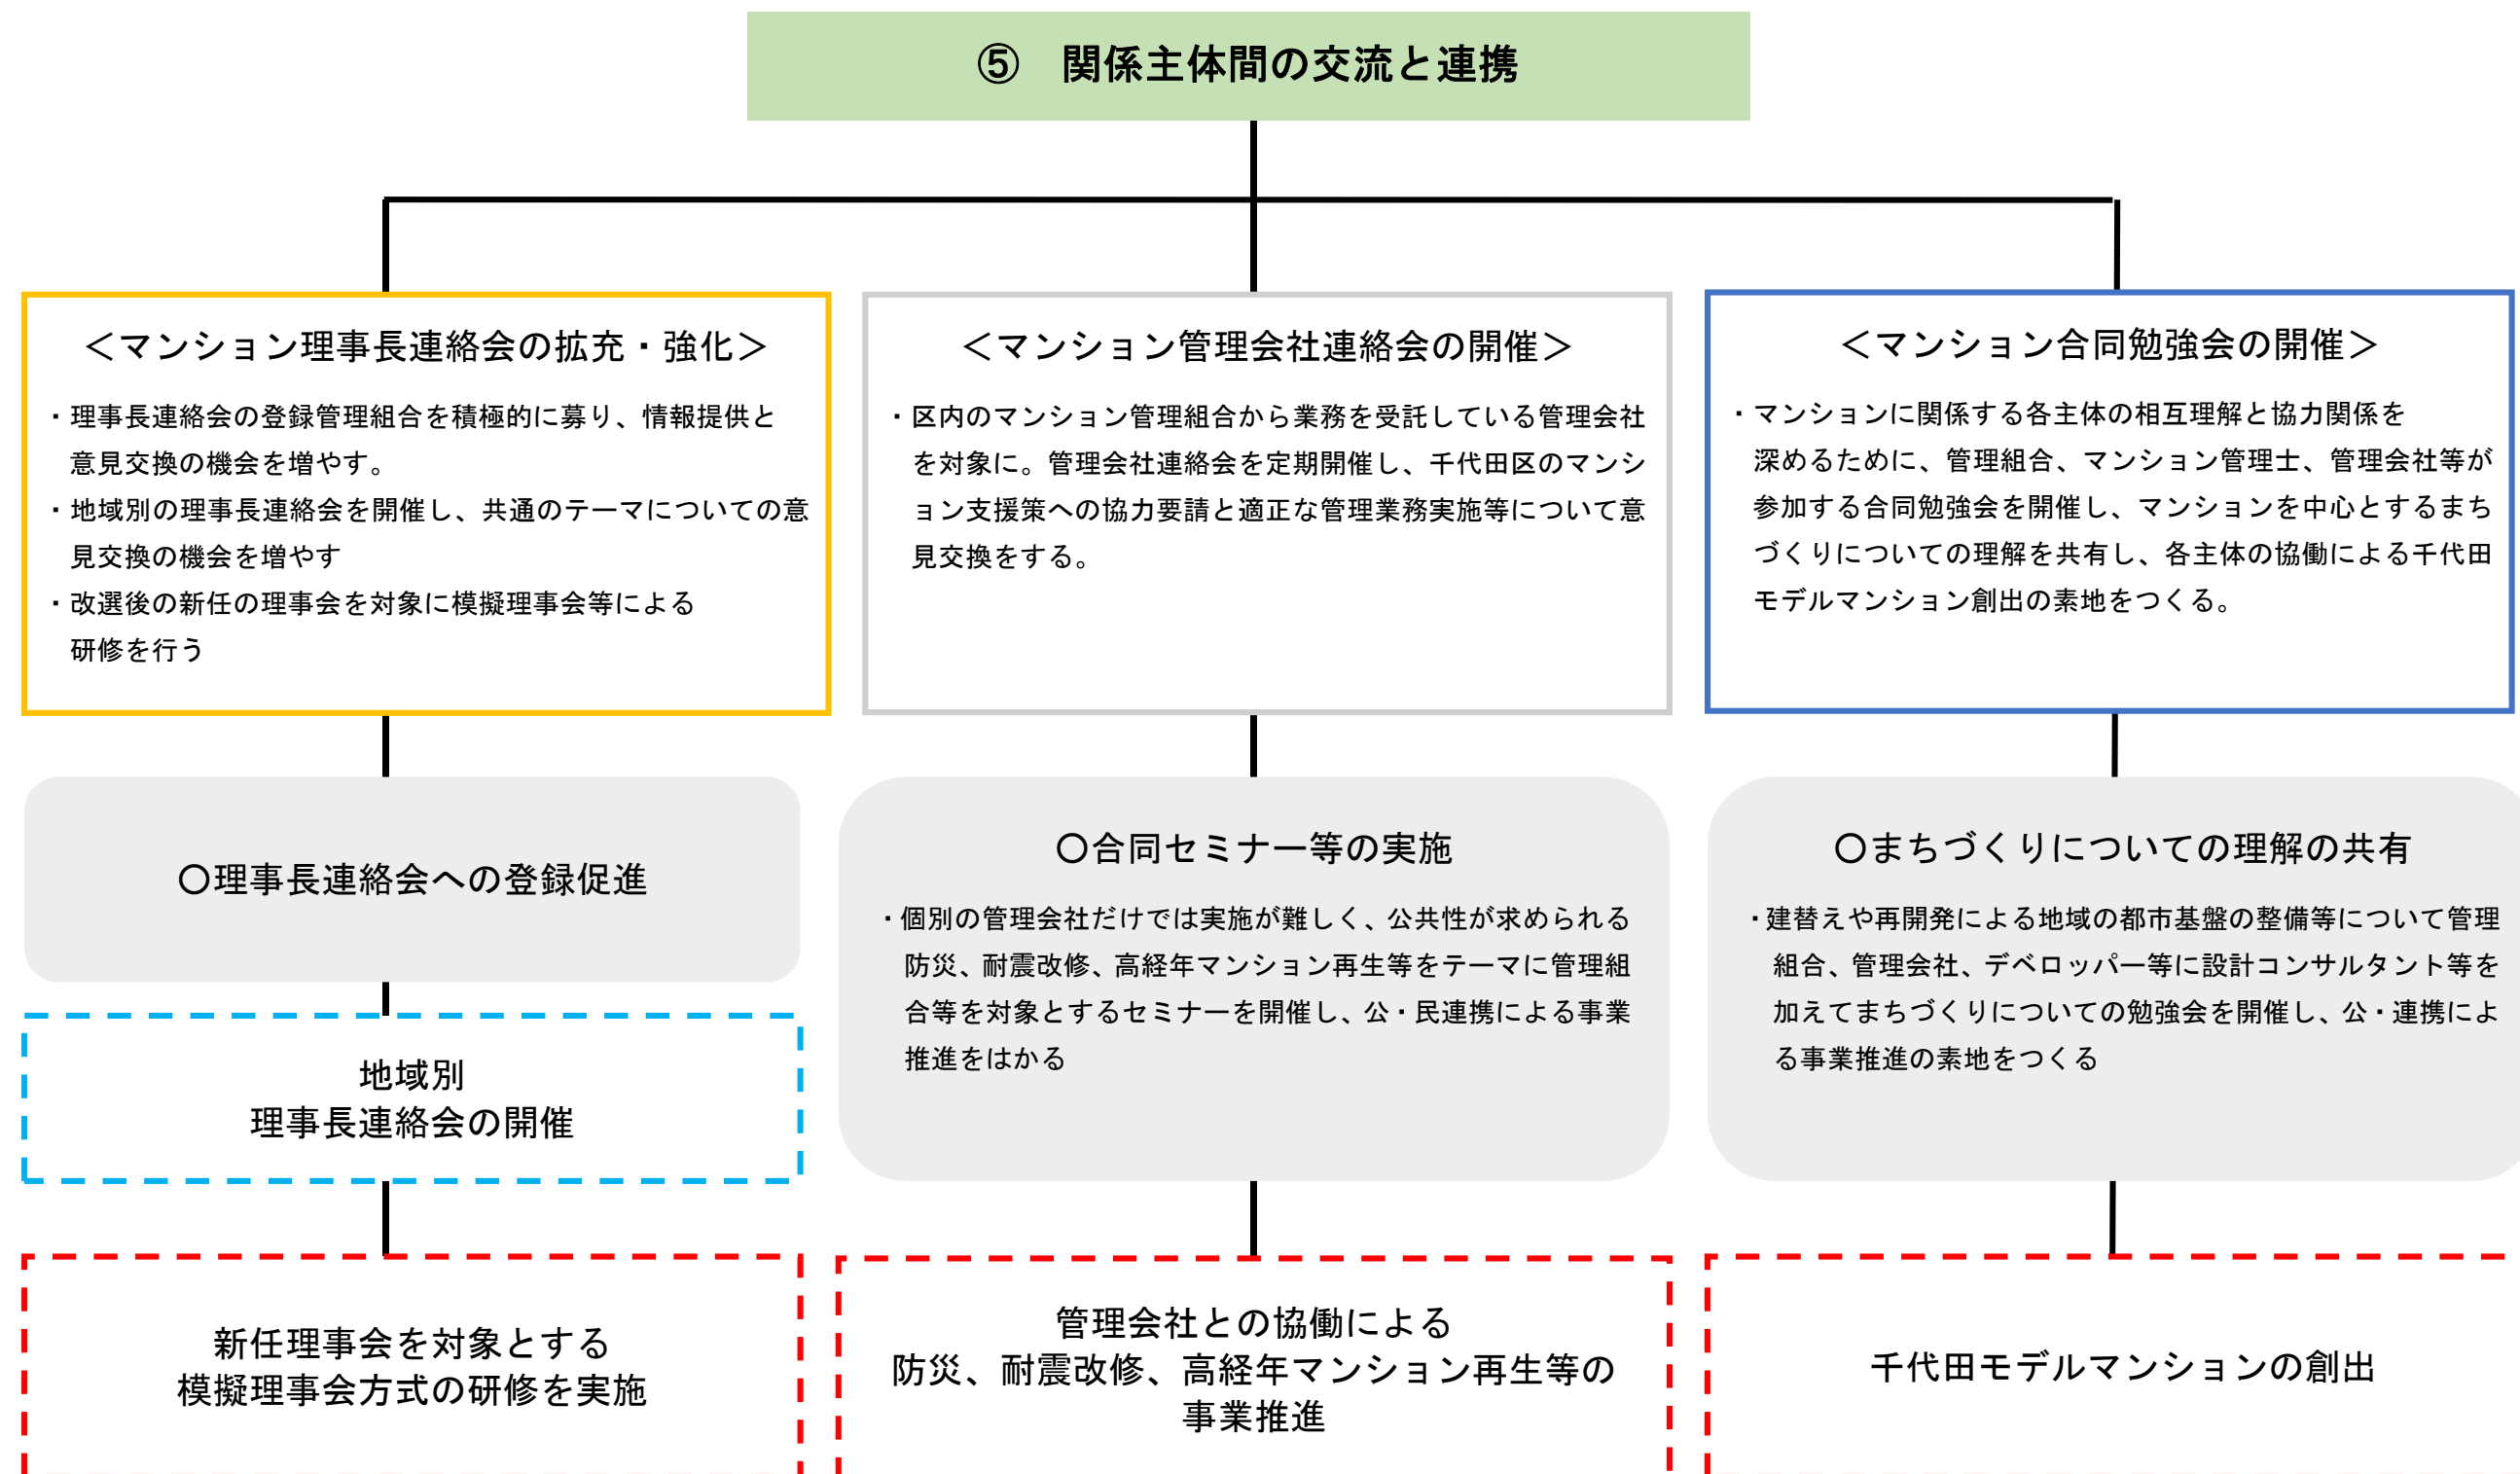 ⑤　関係主体間の交流と連携
＜マンション理事長連絡会の拡充・強化＞
・理事長連絡会の登録管理組合を積極的に募り、情報提供と
意見交換の機会を増やす。
・地域別の理事長連絡会を開催し、共通のテーマについての意
見交換の機会を増やす
・改選後の新任の理事会を対象に模擬理事会等による
研修を行う
＜マンション管理会社連絡会の開催＞
・区内のマンション管理組合から業務を受託している管理会社
を対象に。管理会社連絡会を定期開催し、千代田区のマンシ
ョン支援策への協力要請と適正な管理業務実施等について意
見交換をする。
＜マンション合同勉強会の開催＞
・マンションに関係する各主体の相互理解と協力関係を
深めるために、管理組合、マンション管理士、管理会社等が
参加する合同勉強会を開催し、マンションを中心とするまち
づくりについての理解を共有し、各主体の協働による千代田
モデルマンション創出の素地をつくる。
〇理事長連絡会への登録促進
〇合同セミナー等の実施
・個別の管理会社だけでは実施が難しく、公共性が求められる
防災、耐震改修、高経年マンション再生等をテーマに管理組
合等を対象とするセミナーを開催し、公・民連携による事業
推進をはかる
〇まちづくりについての理解の共有
・建替えや再開発による地域の都市基盤の整備等について管理
組合、管理会社、デベロッパー等に設計コンサルタント等を
加えてまちづくりについての勉強会を開催し、公・連携によ
る事業推進の素地をつくる
地域別
理事長連絡会の開催
新任理事会を対象とする
模擬理事会方式の研修を実施
管理会社との協働による
防災、耐震改修、高経年マンション再生等の
事業推進
千代田モデルマンションの創出